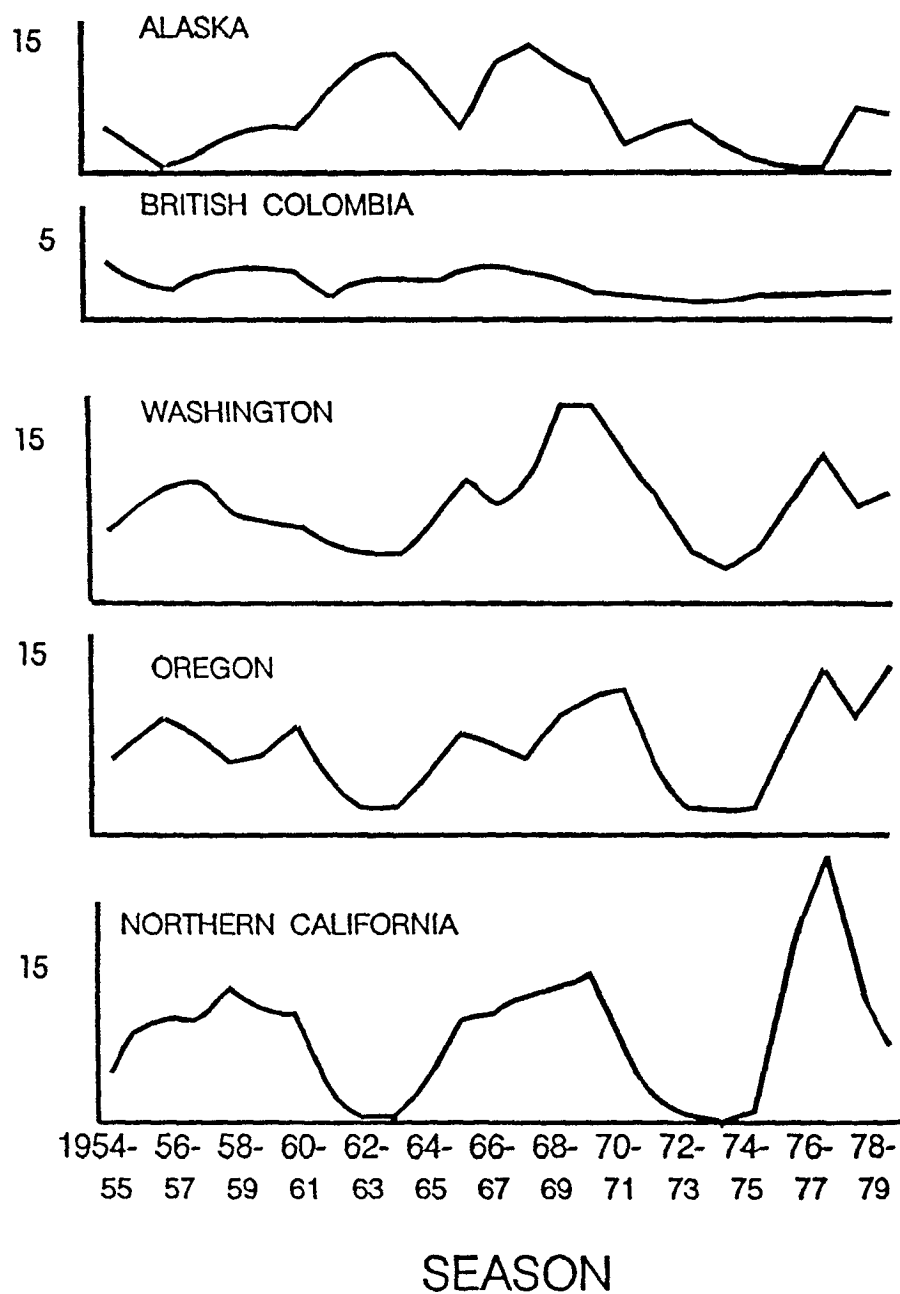 ALASKA
15
BRITISH COLOMBIA
5
WASHINGTON
15
OREGON
15
NORTHERN CALIFORNIA
15
1954- 56- 58- 60- 62- 64- 66- 68- 70- 72- 74- 76- 78-
55 57 59 61 63 65 67 69 71 73 75 77 79
SEASON